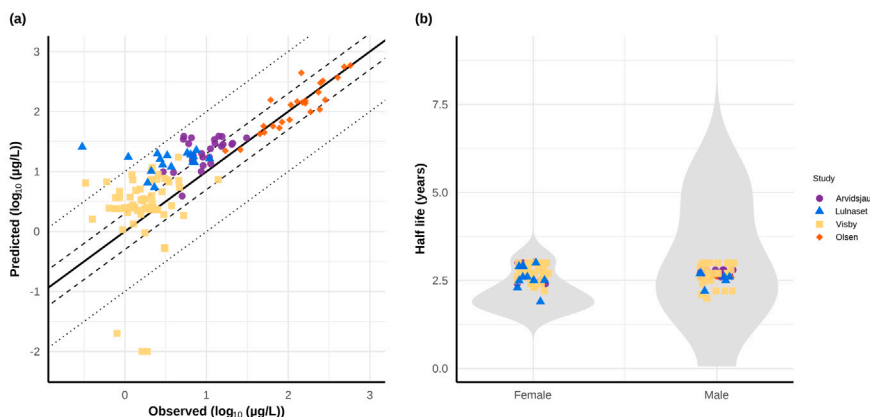 (a)
3
2
1
0
-1
-2
0
1
2
3
Predicted (log10 (µg/L))
Observed (log10 (µg/L))
(b)
7.5
5.0
2.5
0.0
Female
Male
Half life (years)
Study
Arvidsjau
Lulnaset
Visby
Olsen